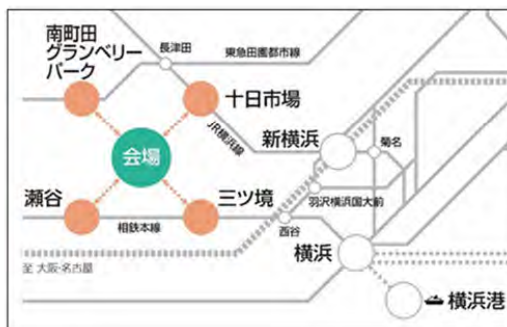 南町田
グランベリー
パーク
長津田
東急田園都市線
十日市場
JR横浜線
新横浜
菊名
会場
瀬谷
三ツ境
羽沢横浜国大前
相鉄本線
西谷
横浜
至 大阪・名古屋
横浜港